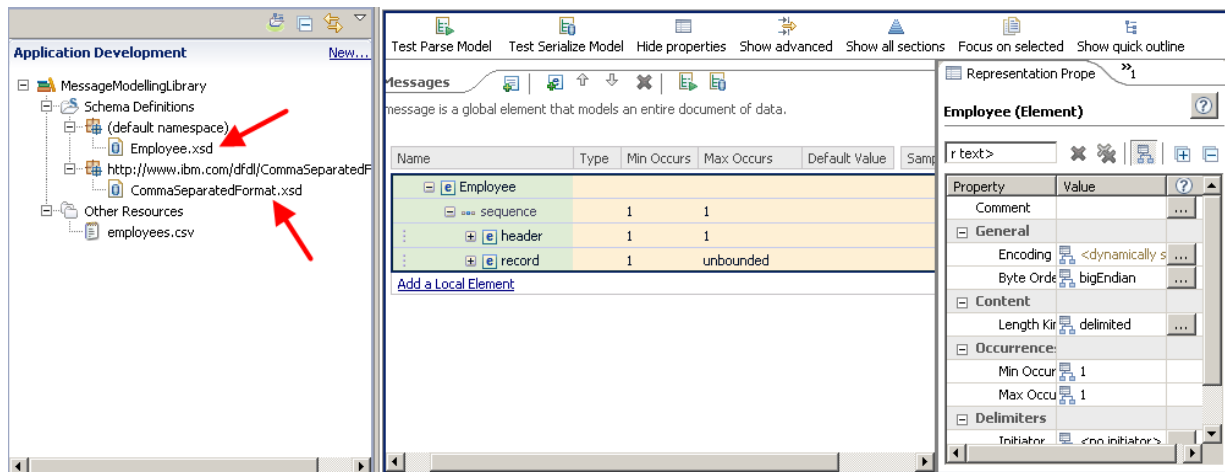 Application Development
New...
MessageModellingLibrary
Schema Definitions
(default namespace)
Employee.xsd
http://www.ibm.com/dfdl/CommaSeparatedF
CommaSeparatedFormat.xsd
Other Resources
employees.csv
Test Parse Model Test Serialize Model Hide properties Show advanced Show all sections Focus on selected Show quick outline
Messages
message is a global element that models an entire document of data.
Name Type Min Occurs Max Occurs Default Value Samp
e Employee
sequence 1 1
e header 1 1
e record 1 unbounded
Add a Local Element
Representation Prope
»1
Employee (Element)
r text>
Property Value
Comment ...
General
Encoding <dynamically s ...
Byte Orde bigEndian ...
Content
Length Kir delimited ...
Occurrence:
Min Occur 1
Max Occu 1
Delimiters
Initiator <no initiator>